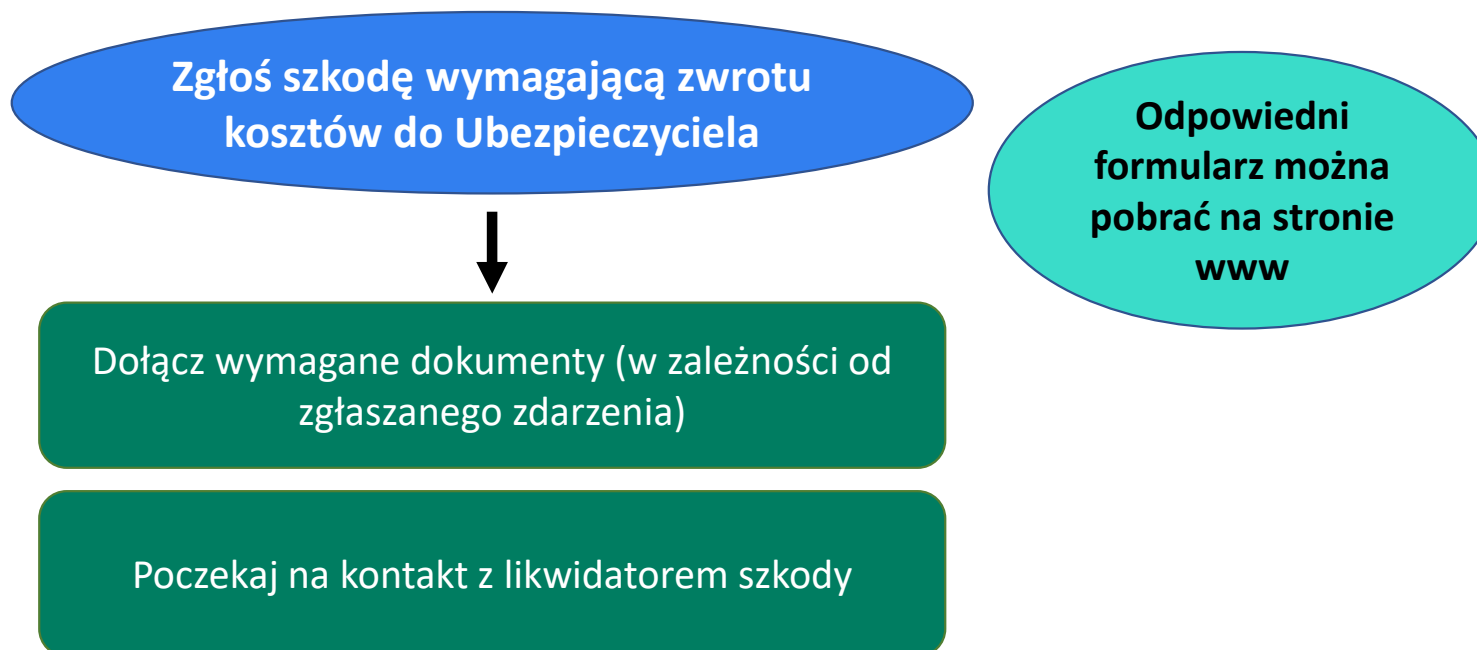 Zgłoś szkodę wymagającą zwrotu
kosztów do Ubezpieczyciela
Odpowiedni
formularz można
pobrać na stronie
www
Dołącz wymagane dokumenty (w zależności od
zgłaszanego zdarzenia)
Poczekaj na kontakt z likwidatorem szkody